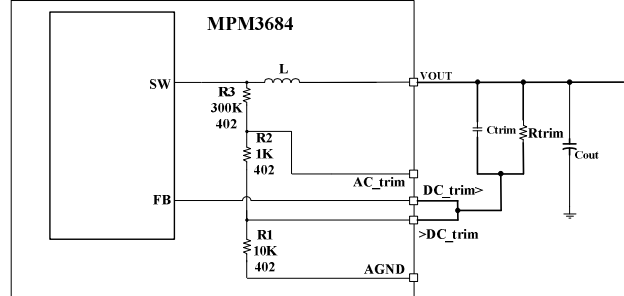 MPM3684
L
SW
VOUT
R3
300K
402
R2
1K
402
Ctrim
Rtrim
Cout
AC_trim
DC_trim>
FB
>DC_trim
R1
10K
402
AGND